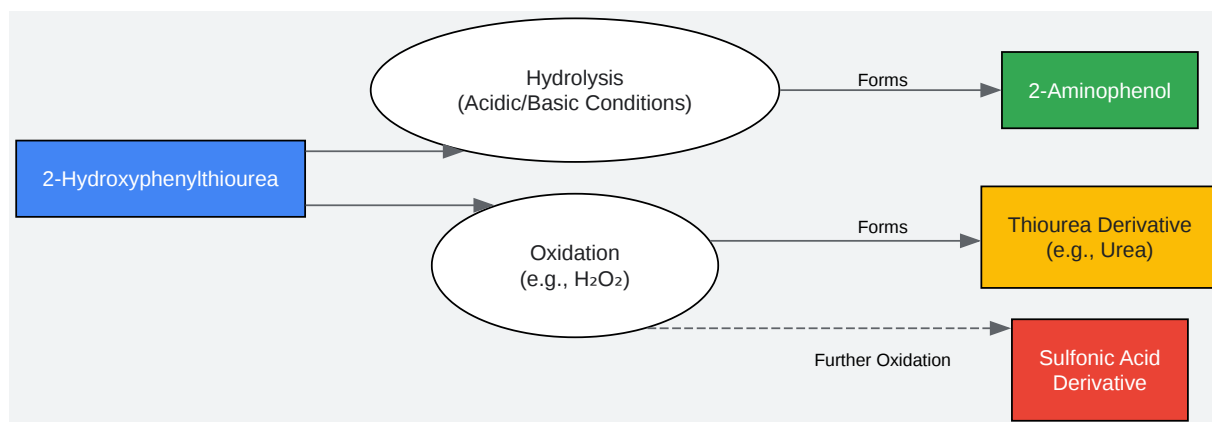 Hydrolysis
(Acidic/Basic Conditions)
Forms
2-Aminophenol
2-Hydroxyphenylthiourea
Oxidation
(e.g., H₂O₂)
Forms
Thiourea Derivative
(e.g., Urea)
Further Oxidation
Sulfonic Acid
Derivative